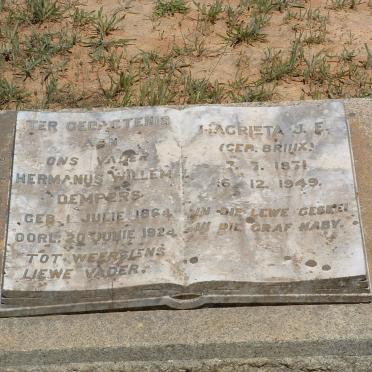 TER GEDAGTENIS
AAN
ONS VADER
HERMANUS WILLEM
DEMPERS
GEB. 1 JULIE 1864
OORL. 20 JUNIE 1924
TOT WEERSIENS
LIEWE VADER.
MAGRIETA J. E.
(GEB. BRINK)
7. 7. 1871
16. 12. 1949.
IN DIE LEWE GESKEI
IN DIE GRAF NABY.